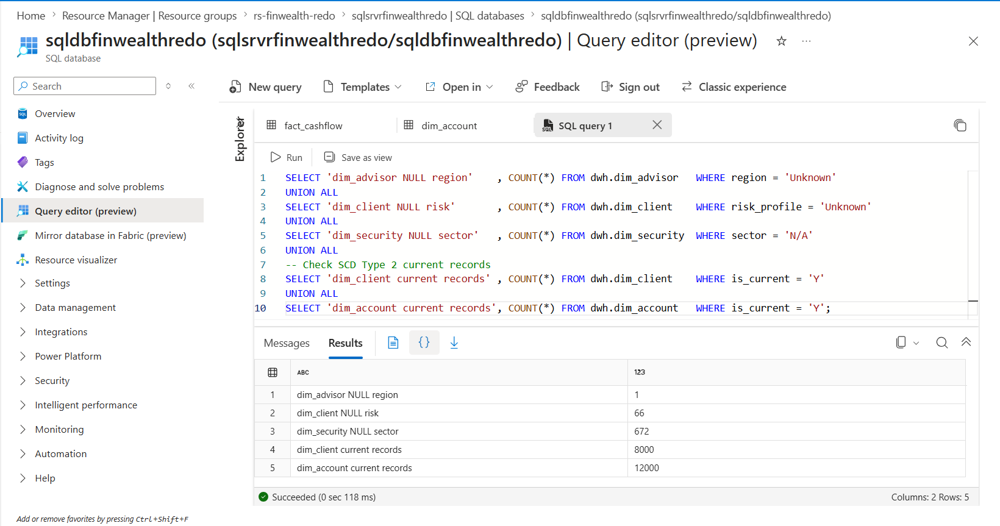 Home > Resource Manager | Resource groups > rs-finwealth-redo > sqlsrvrfinwealthredo | SQL databases > sqldbfinwealthredo (sqlsrvrfinwealthredo/sqldbfinwealthredo)
sqldbfinwealthredo (sqlsrvrfinwealthredo/sqldbfinwealthredo) | Query editor (preview)
SQL database
Search
Overview
Activity log
Tags
Diagnose and solve problems
Query editor (preview)
Mirror database in Fabric (preview)
Resource visualizer
Settings
Data management
Integrations
Power Platform
Security
Intelligent performance
Monitoring
Automation
Help
Add or remove favorites by pressing Ctrl+Shift+F
New query Templates Open in Feedback Sign out Classic experience
Explorer
fact_cashflow dim_account SQL query 1
Run Save as view
1 SELECT 'dim_advisor NULL region' , COUNT(*) FROM dwh.dim_advisor WHERE region = 'Unknown'
2 UNION ALL
3 SELECT 'dim_client NULL risk' , COUNT(*) FROM dwh.dim_client WHERE risk_profile = 'Unknown'
4 UNION ALL
5 SELECT 'dim_security NULL sector' , COUNT(*) FROM dwh.dim_security WHERE sector = 'N/A'
6 UNION ALL
7 -- Check SCD Type 2 current records
8 SELECT 'dim_client current records' , COUNT(*) FROM dwh.dim_client WHERE is_current = 'Y'
9 UNION ALL
10 SELECT 'dim_account current records', COUNT(*) FROM dwh.dim_account WHERE is_current = 'Y';
Messages Results {}
ABC 123
1 dim_advisor NULL region 1
2 dim_client NULL risk 66
3 dim_security NULL sector 672
4 dim_client current records 8000
5 dim_account current records 12000
Succeeded (0 sec 118 ms) Columns: 2 Rows: 5